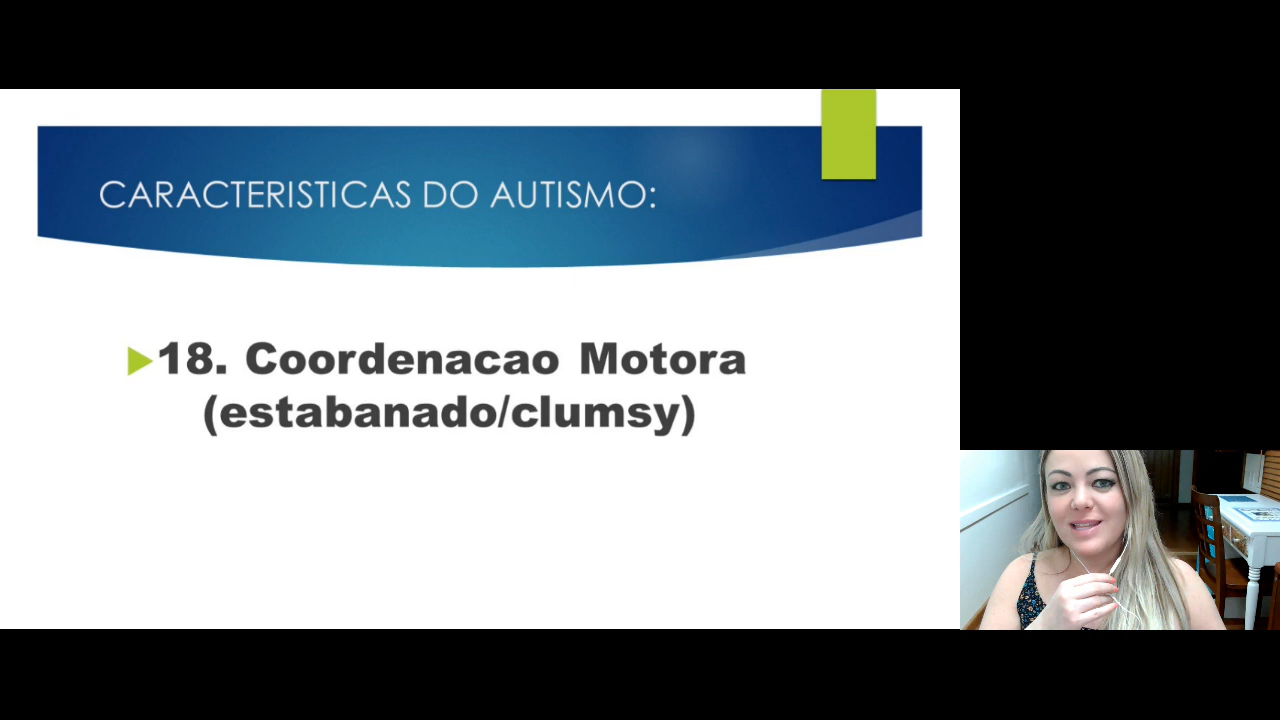 CARACTERISTICAS DO AUTISMO:
18. Coordenacao Motora
(estabanado/clumsy)